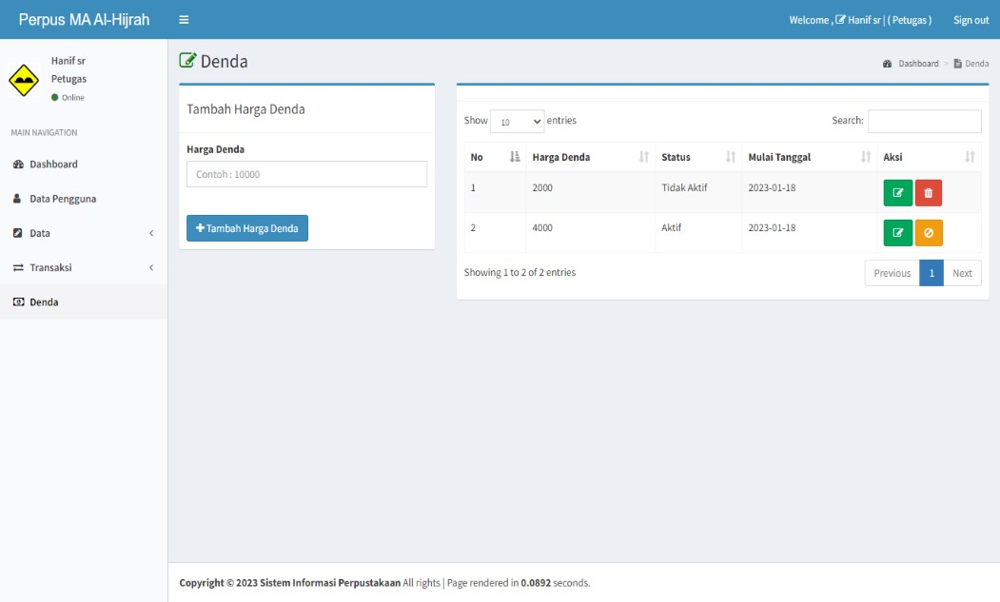 Perpus MA Al-Hijrah
Welcome , Hanif sr | ( Petugas ) Sign out
Hanif sr
Petugas
Online
MAIN NAVIGATION
Dashboard
Data Pengguna
Data
Transaksi
Denda
Denda
Dashboard > Denda
Tambah Harga Denda
Harga Denda
Contoh : 10000
Tambah Harga Denda
Show 10 entries Search:
No Harga Denda Status Mulai Tanggal Aksi
1 2000 Tidak Aktif 2023-01-18
2 4000 Aktif 2023-01-18
Showing 1 to 2 of 2 entries Previous 1 Next
Copyright © 2023 Sistem Informasi Perpustakaan All rights | Page rendered in 0.0892 seconds.